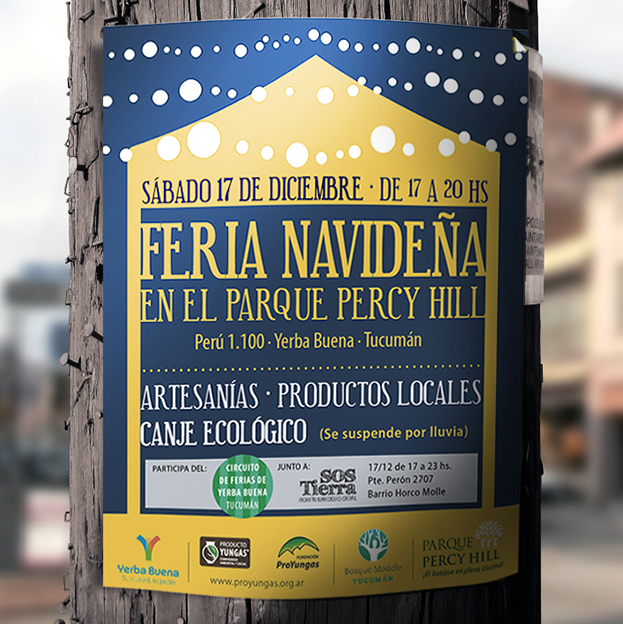 SÁBADO 17 DE DICIEMBRE · DE 17 A 20 HS
FERIA NAVIDEÑA
EN EL PARQUE PERCY HILL
Perú 1.100 · Yerba Buena · Tucumán
ARTESANÍAS · PRODUCTOS LOCALES
CANJE ECOLÓGICO (Se suspende por lluvia)
PARTICIPA DEL:
CIRCUITO
DE FERIAS DE
YERBA BUENA
TUCUMÁN
JUNTO A:
SOS
Tierra
17/12 de 17 a 23 hs.
Pte. Perón 2707
Barrio Horco Molle
Yerba Buena
PRODUCTO
YUNGAS
FUNDACIÓN
ProYungas
www.proyungas.org.ar
Bosque Modelo
TUCUMÁN
PARQUE
PERCY HILL
¡El bosque en plena ciudad!